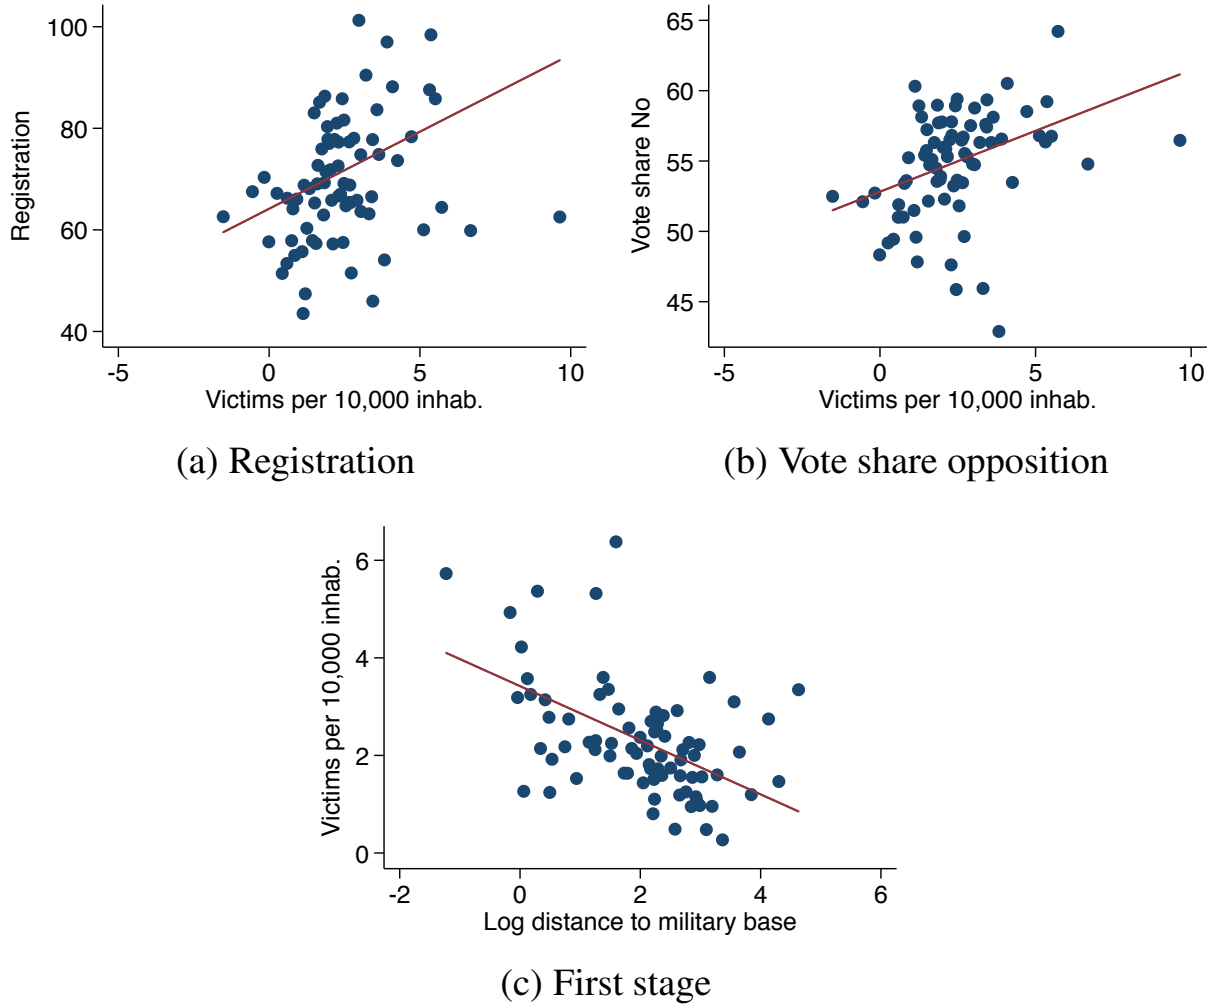 100
80
60
40
Registration
-5 0 5 10
Victims per 10,000 inhab.
(a) Registration
65
60
55
50
45
Vote share No
-5 0 5 10
Victims per 10,000 inhab.
(b) Vote share opposition
6
4
2
0
Victims per 10,000 inhab.
-2 0 2 4 6
Log distance to military base
(c) First stage